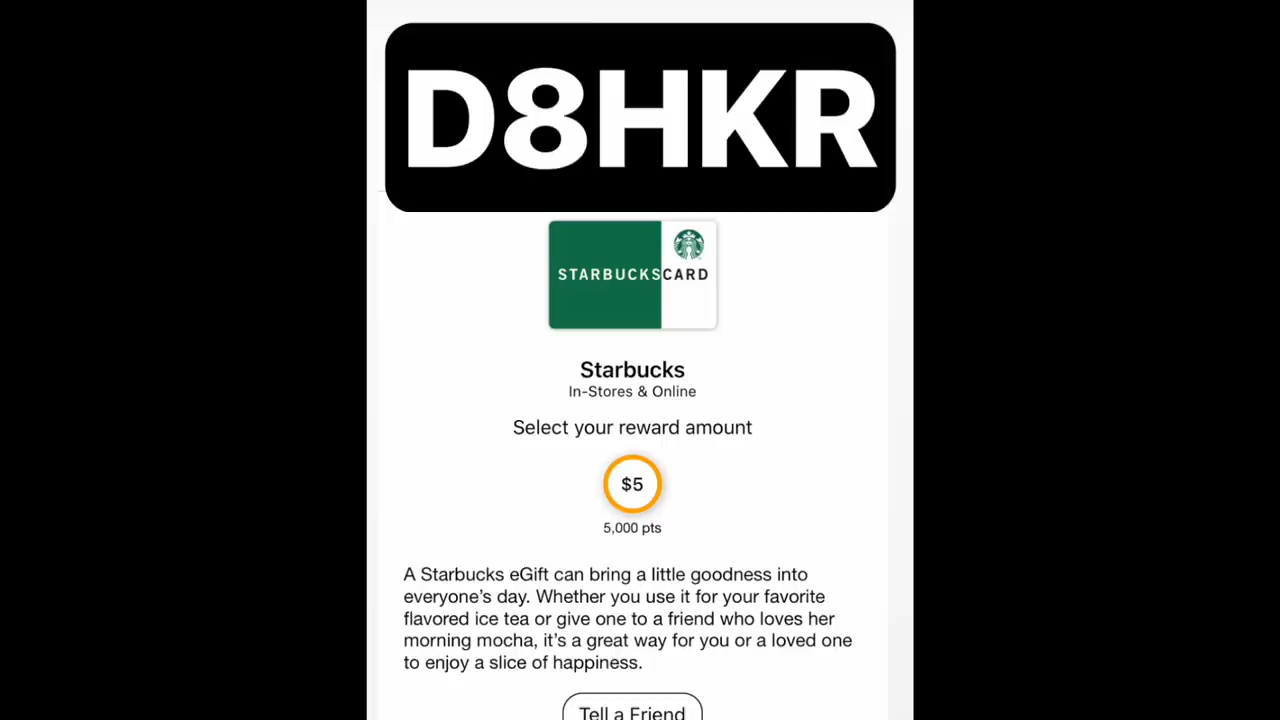 D8HKR
STARBUCKSCARD
Starbucks
In-Stores & Online
Select your reward amount
$5
5,000 pts
A Starbucks eGift can bring a little goodness into
everyone’s day. Whether you use it for your favorite
flavored ice tea or give one to a friend who loves her
morning mocha, it’s a great way for you or a loved one
to enjoy a slice of happiness.
Tell a Friend